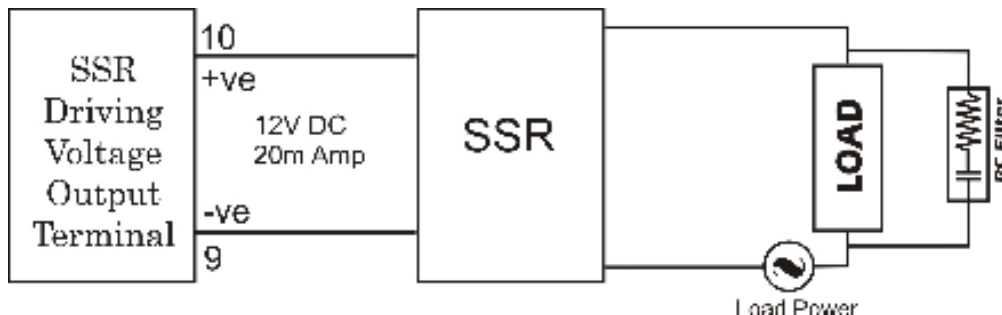 SSR
Driving
Voltage
Output
Terminal
10
+ve
12V DC
20m Amp
-ve
9
SSR
LOAD
RC Filter
Load Power